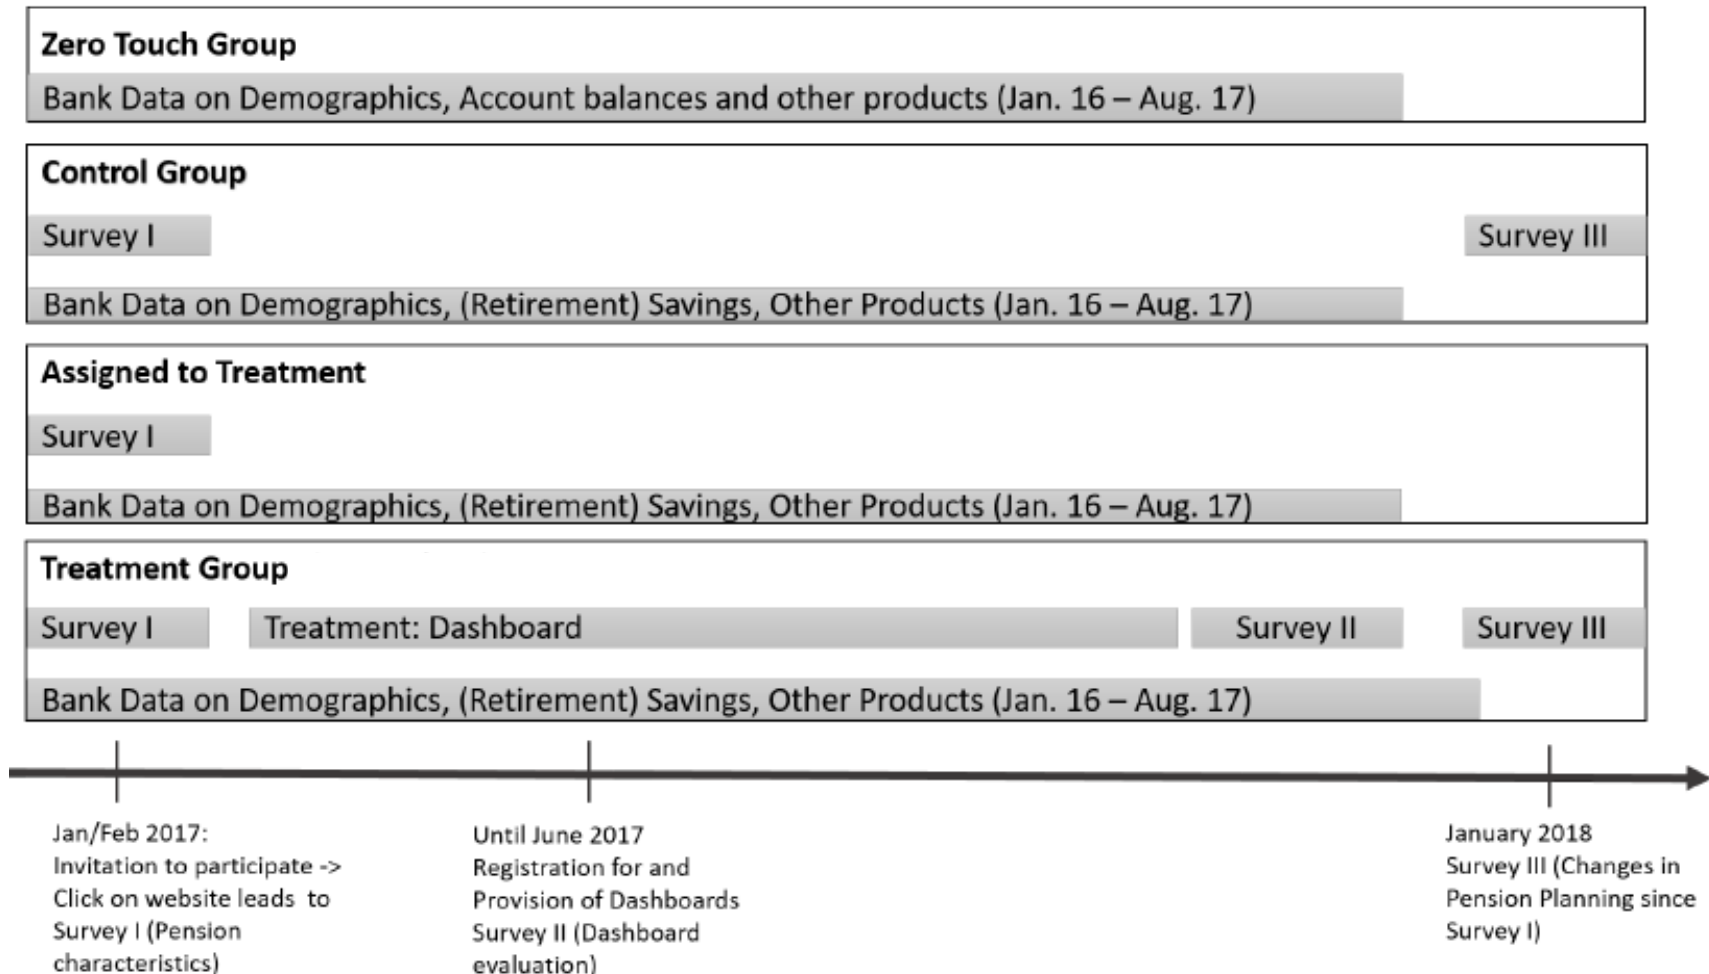 Zero Touch Group
Bank Data on Demographics, Account balances and other products (Jan. 16 – Aug. 17)
Control Group
Survey I
Survey III
Bank Data on Demographics, (Retirement) Savings, Other Products (Jan. 16 – Aug. 17)
Assigned to Treatment
Survey I
Bank Data on Demographics, (Retirement) Savings, Other Products (Jan. 16 – Aug. 17)
Treatment Group
Survey I
Treatment: Dashboard
Survey II
Survey III
Bank Data on Demographics, (Retirement) Savings, Other Products (Jan. 16 – Aug. 17)
Jan/Feb 2017:
Invitation to participate ->
Click on website leads to
Survey I (Pension
characteristics)
Until June 2017
Registration for and
Provision of Dashboards
Survey II (Dashboard
evaluation)
January 2018
Survey III (Changes in
Pension Planning since
Survey I)